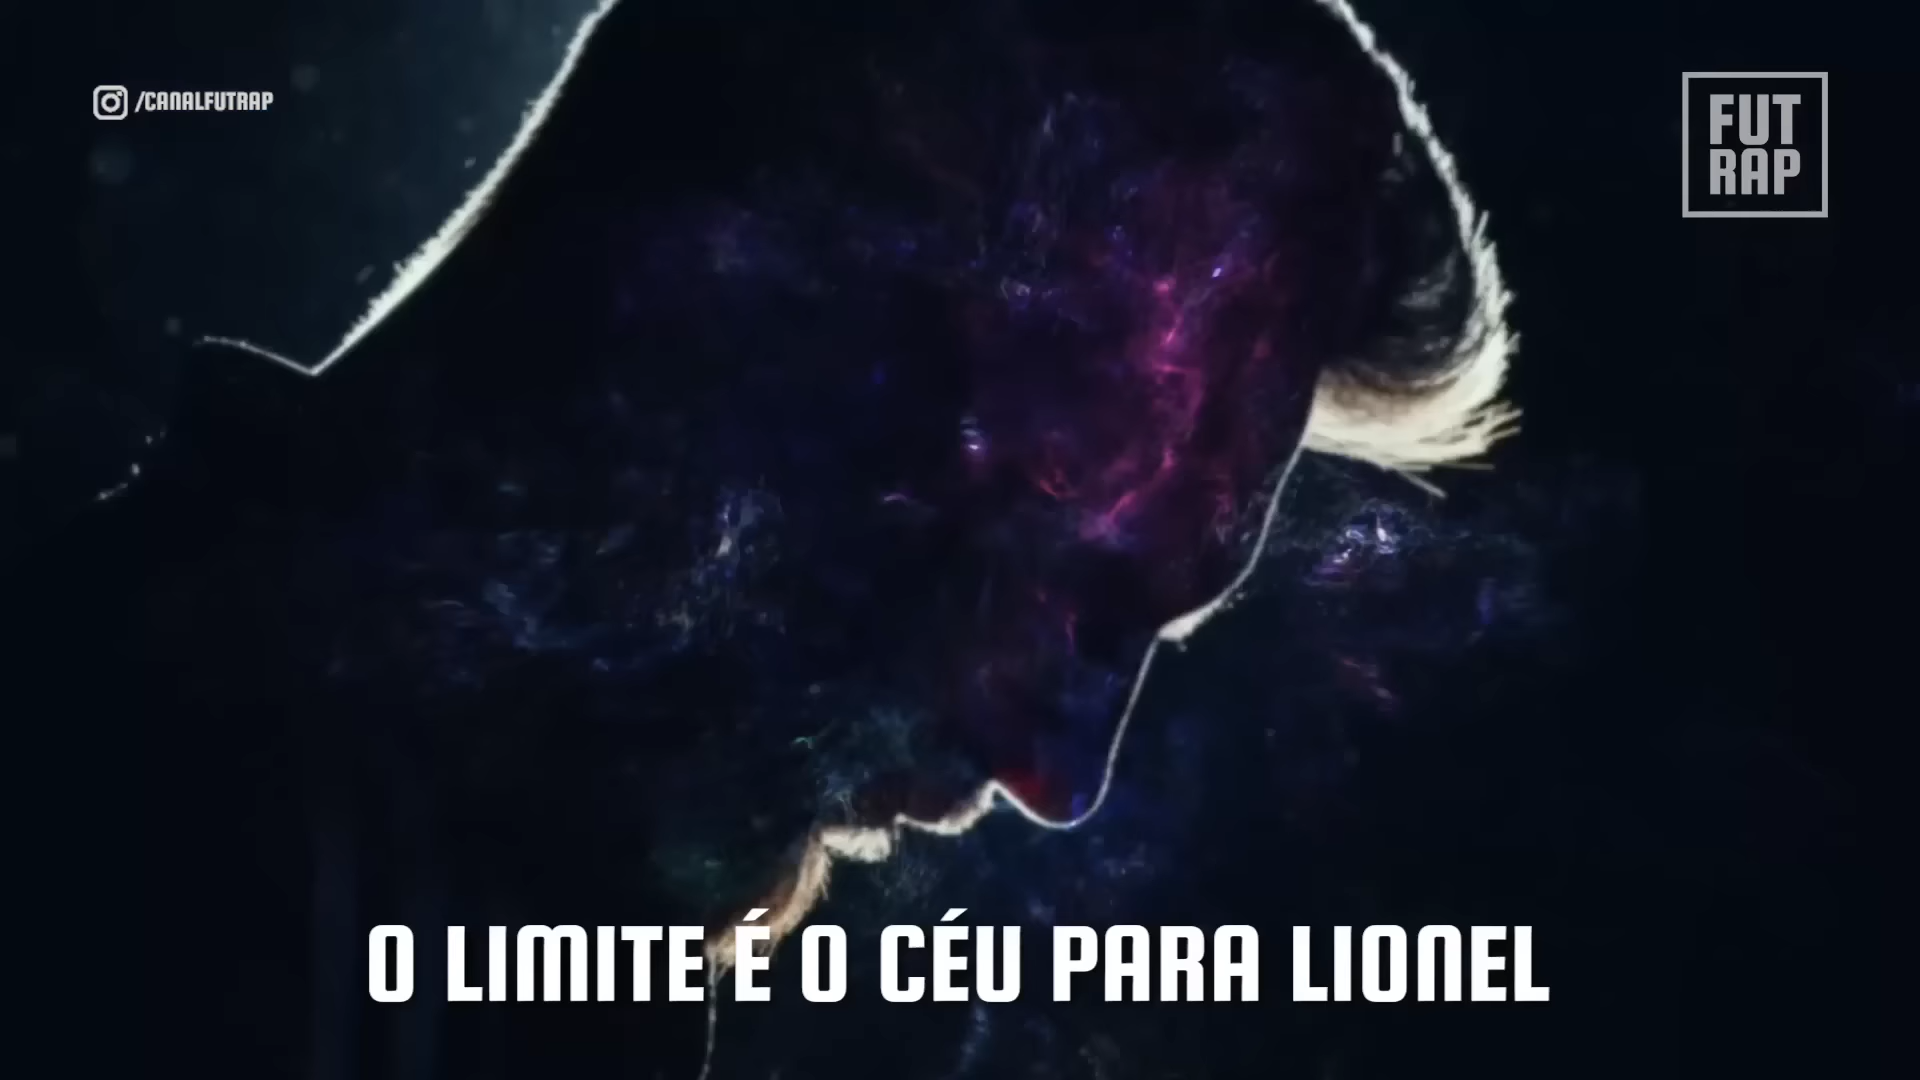 /CANALFUTRAP
FUT
RAP
O LIMITE É O CÉU PARA LIONEL